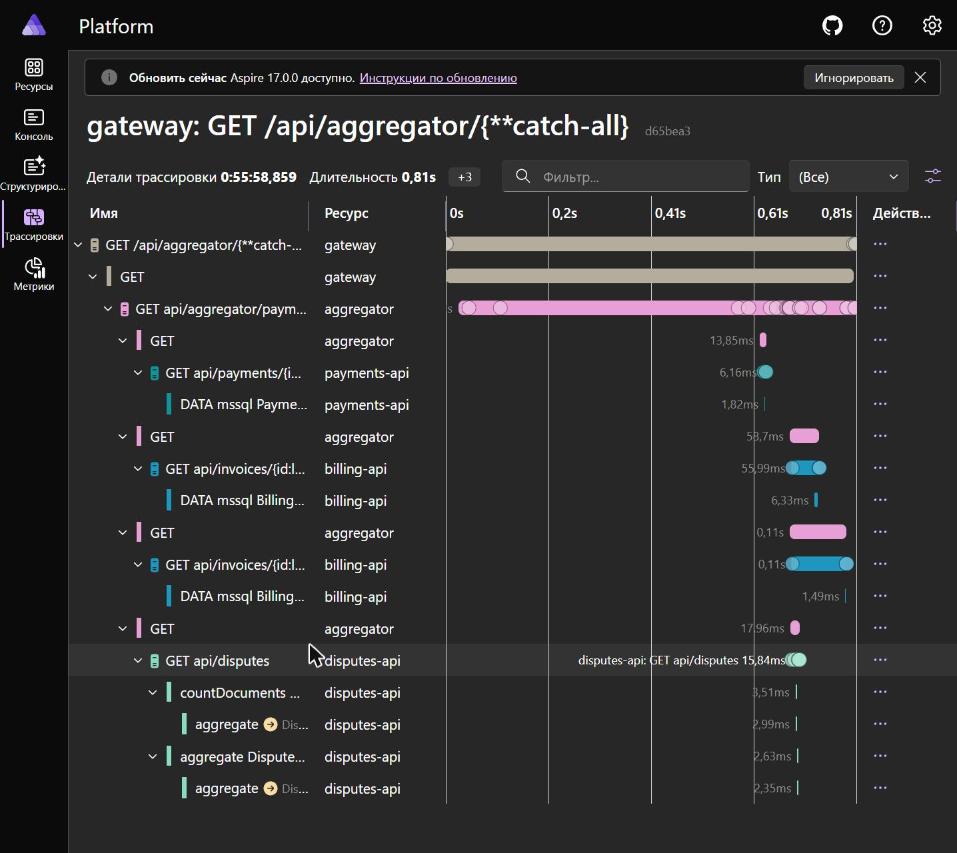 Platform
Обновить сейчас Aspire 17.0.0 доступно. Инструкции по обновлению
Игнорировать
Ресурсы
Консоль
Структуриро...
Трассировки
Метрики
gateway: GET /api/aggregator/{**catch-all} d65bea3
Детали трассировки 0:55:58,859 Длительность 0,81s +3 Фильтр... Тип (Все)
Имя Ресурс 0s 0,2s 0,41s 0,61s 0,81s Действ...
GET /api/aggregator/{**catch-... gateway
GET gateway
GET api/aggregator/paym... aggregator s
GET aggregator 13,85ms
GET api/payments/{i... payments-api 6,16ms
DATA mssql Payme... payments-api 1,82ms
GET aggregator 58,7ms
GET api/invoices/{id:l... billing-api 55,99ms
DATA mssql Billing... billing-api 6,33ms
GET aggregator 0,11s
GET api/invoices/{id:l... billing-api 0,11s
DATA mssql Billing... billing-api 1,49ms
GET aggregator 17,96ms
GET api/disputes disputes-api disputes-api: GET api/disputes 15,84ms
countDocuments ... disputes-api 3,51ms
aggregate Dis... disputes-api 2,99ms
aggregate Dispute... disputes-api 2,63ms
aggregate Dis... disputes-api 2,35ms